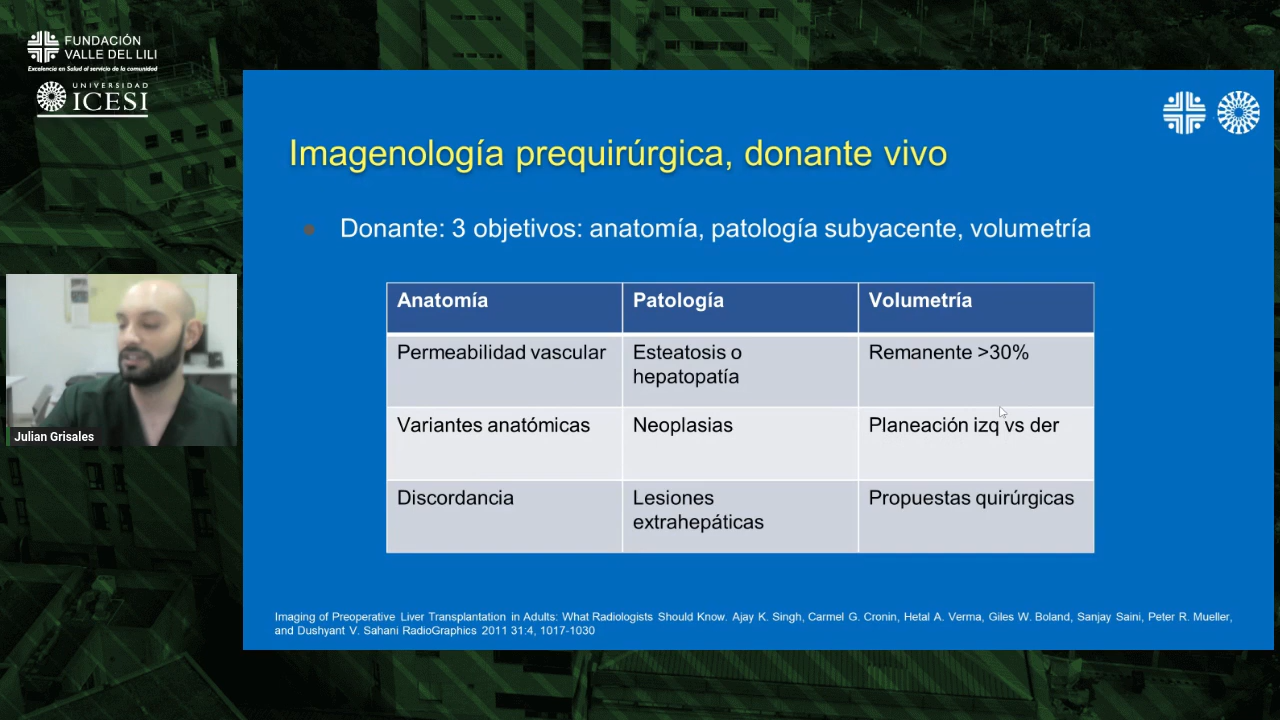 FUNDACIÓN
VALLE DEL LILI
Excelencia en Salud al servicio de la comunidad
UNIVERSIDAD
ICESI
Imagenología prequirúrgica, donante vivo
Donante: 3 objetivos: anatomía, patología subyacente, volumetría
Anatomía Patología Volumetría
Permeabilidad vascular Esteatosis o Remanente >30%
hepatopatía
Variantes anatómicas Neoplasias Planeación izq vs der
Discordancia Lesiones Propuestas quirúrgicas
extrahepáticas
Julian Grisales
Imaging of Preoperative Liver Transplantation in Adults: What Radiologists Should Know. Ajay K. Singh, Carmel G. Cronin, Hetal A. Verma, Giles W. Boland, Sanjay Saini, Peter R. Mueller,
and Dushyant V. Sahani RadioGraphics 2011 31:4, 1017-1030